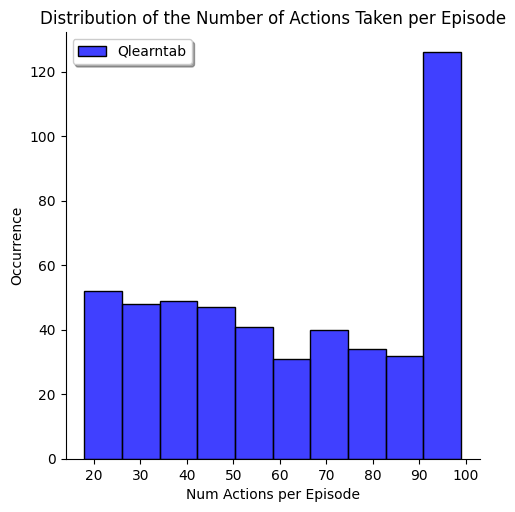 Distribution of the Number of Actions Taken per Episode
Qlearntab
120
100
80
60
40
20
0
Occurrence
20 30 40 50 60 70 80 90 100
Num Actions per Episode